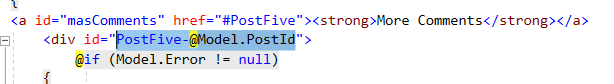 {
<a id="masComments" href="#PostFive"><strong>More Comments</strong></a>
<div id="PostFive-@Model.PostId">
@if (Model.Error != null)
{